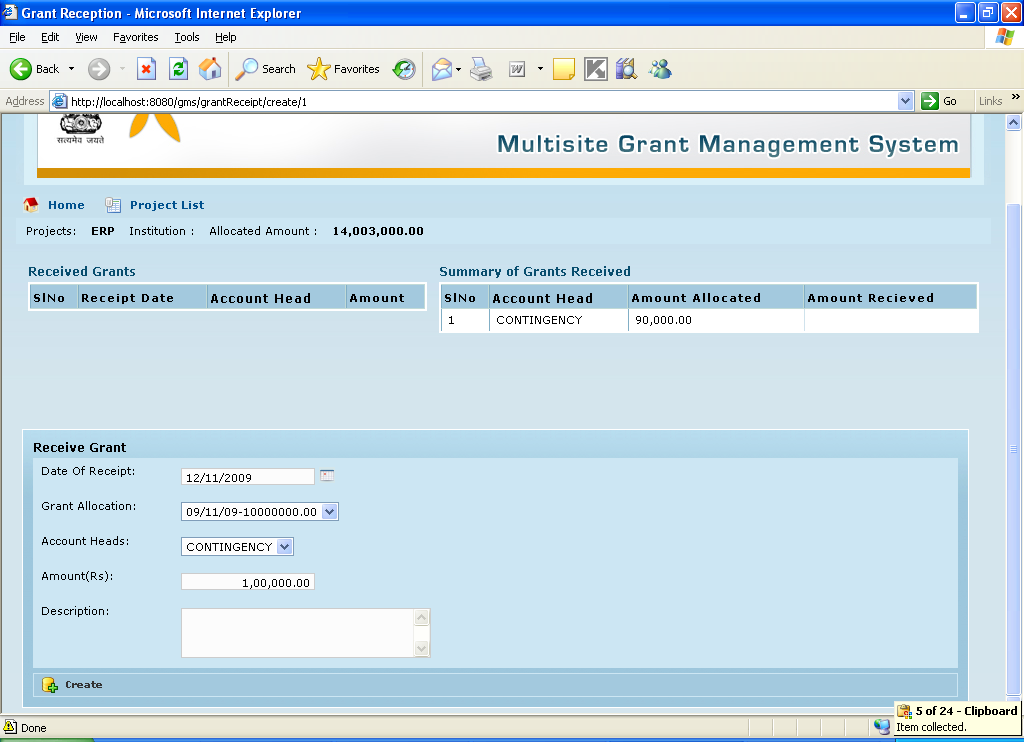 Grant Reception - Microsoft Internet Explorer
File Edit View Favorites Tools Help
Back Search Favorites
Address http://localhost:8080/gms/grantReceipt/create/1 Go Links »
सत्यमेव जयते
Multisite Grant Management System
Home Project List
Projects: ERP Institution : Allocated Amount : 14,003,000.00
Received Grants
SlNo Receipt Date Account Head Amount
Summary of Grants Received
SlNo Account Head Amount Allocated Amount Recieved
1 CONTINGENCY 90,000.00
Receive Grant
Date Of Receipt: 12/11/2009
Grant Allocation: 09/11/09-10000000.00
Account Heads: CONTINGENCY
Amount(Rs): 1,00,000.00
Description:
Create
5 of 24 - Clipboard
Item collected.
Done